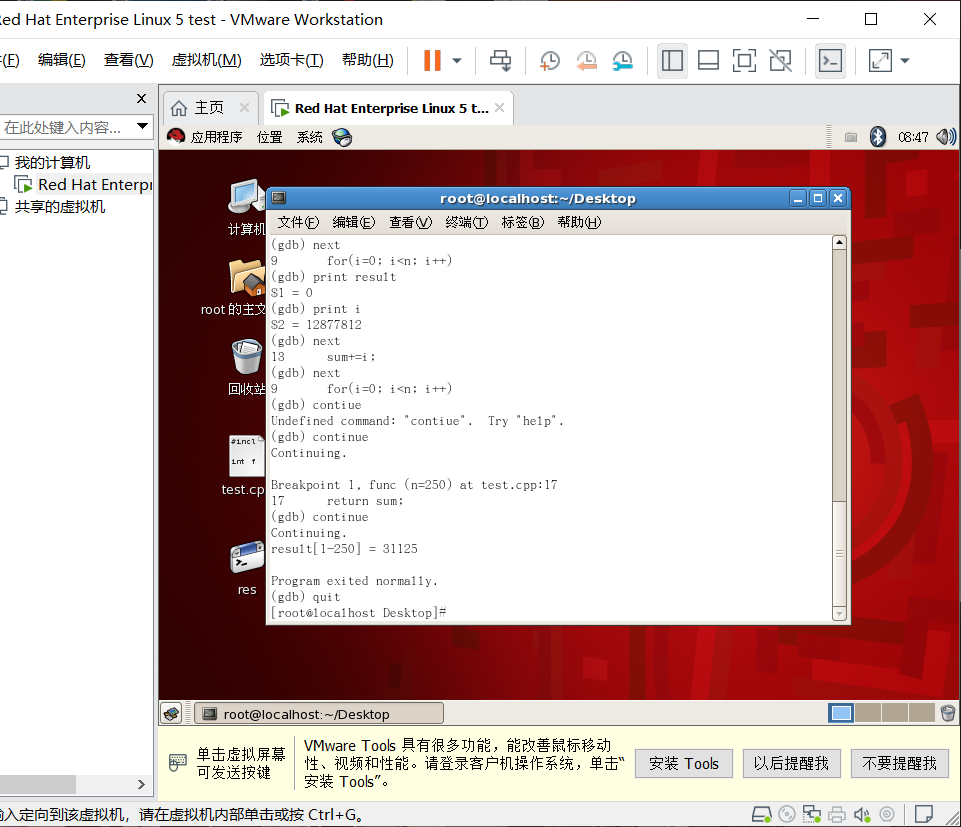 Red Hat Enterprise Linux 5 test - VMware Workstation
(F) 编辑(E) 查看(V) 虚拟机(M) 选项卡(T) 帮助(H)
主页 Red Hat Enterprise Linux 5 t...
在此处键入内容...
应用程序 位置 系统 08:47
我的计算机
Red Hat Enterpr
共享的虚拟机
计算机
root 的主文
回收站
#incl
int f
test.cp
res
root@localhost:~/Desktop
文件(F) 编辑(E) 查看(V) 终端(T) 标签(B) 帮助(H)
(gdb) next
9 for(i=0; i<n; i++)
(gdb) print result
$1 = 0
(gdb) print i
$2 = 12877812
(gdb) next
13 sum+=i;
(gdb) next
9 for(i=0; i<n; i++)
(gdb) contiue
Undefined command: "contiue". Try "help".
(gdb) continue
Continuing.
Breakpoint 1, func (n=250) at test.cpp:17
17 return sum;
(gdb) continue
Continuing.
result[1-250] = 31125
Program exited normally.
(gdb) quit
[root@localhost Desktop]#
root@localhost:~/Desktop
单击虚拟屏幕
可发送按键
VMware Tools 具有很多功能，能改善鼠标移动
性、视频和性能。请登录客户机操作系统，单击“
安装 Tools”。
安装 Tools 以后提醒我 不要提醒我
输入定向到该虚拟机，请在虚拟机内部单击或按 Ctrl+G。